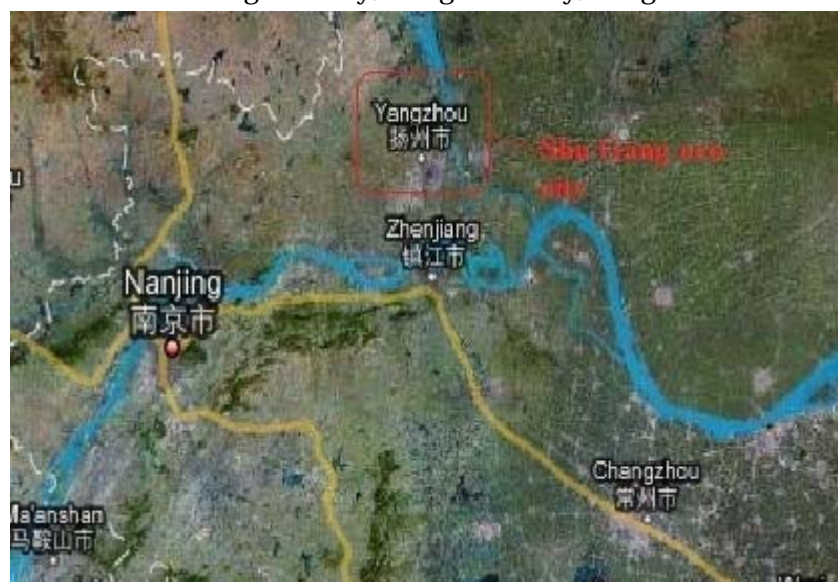 Yangzhou
扬州市
Zhenjiang
镇江市
Nanjing
南京市
Changzhou
常州市
Ma'anshan
马鞍山市